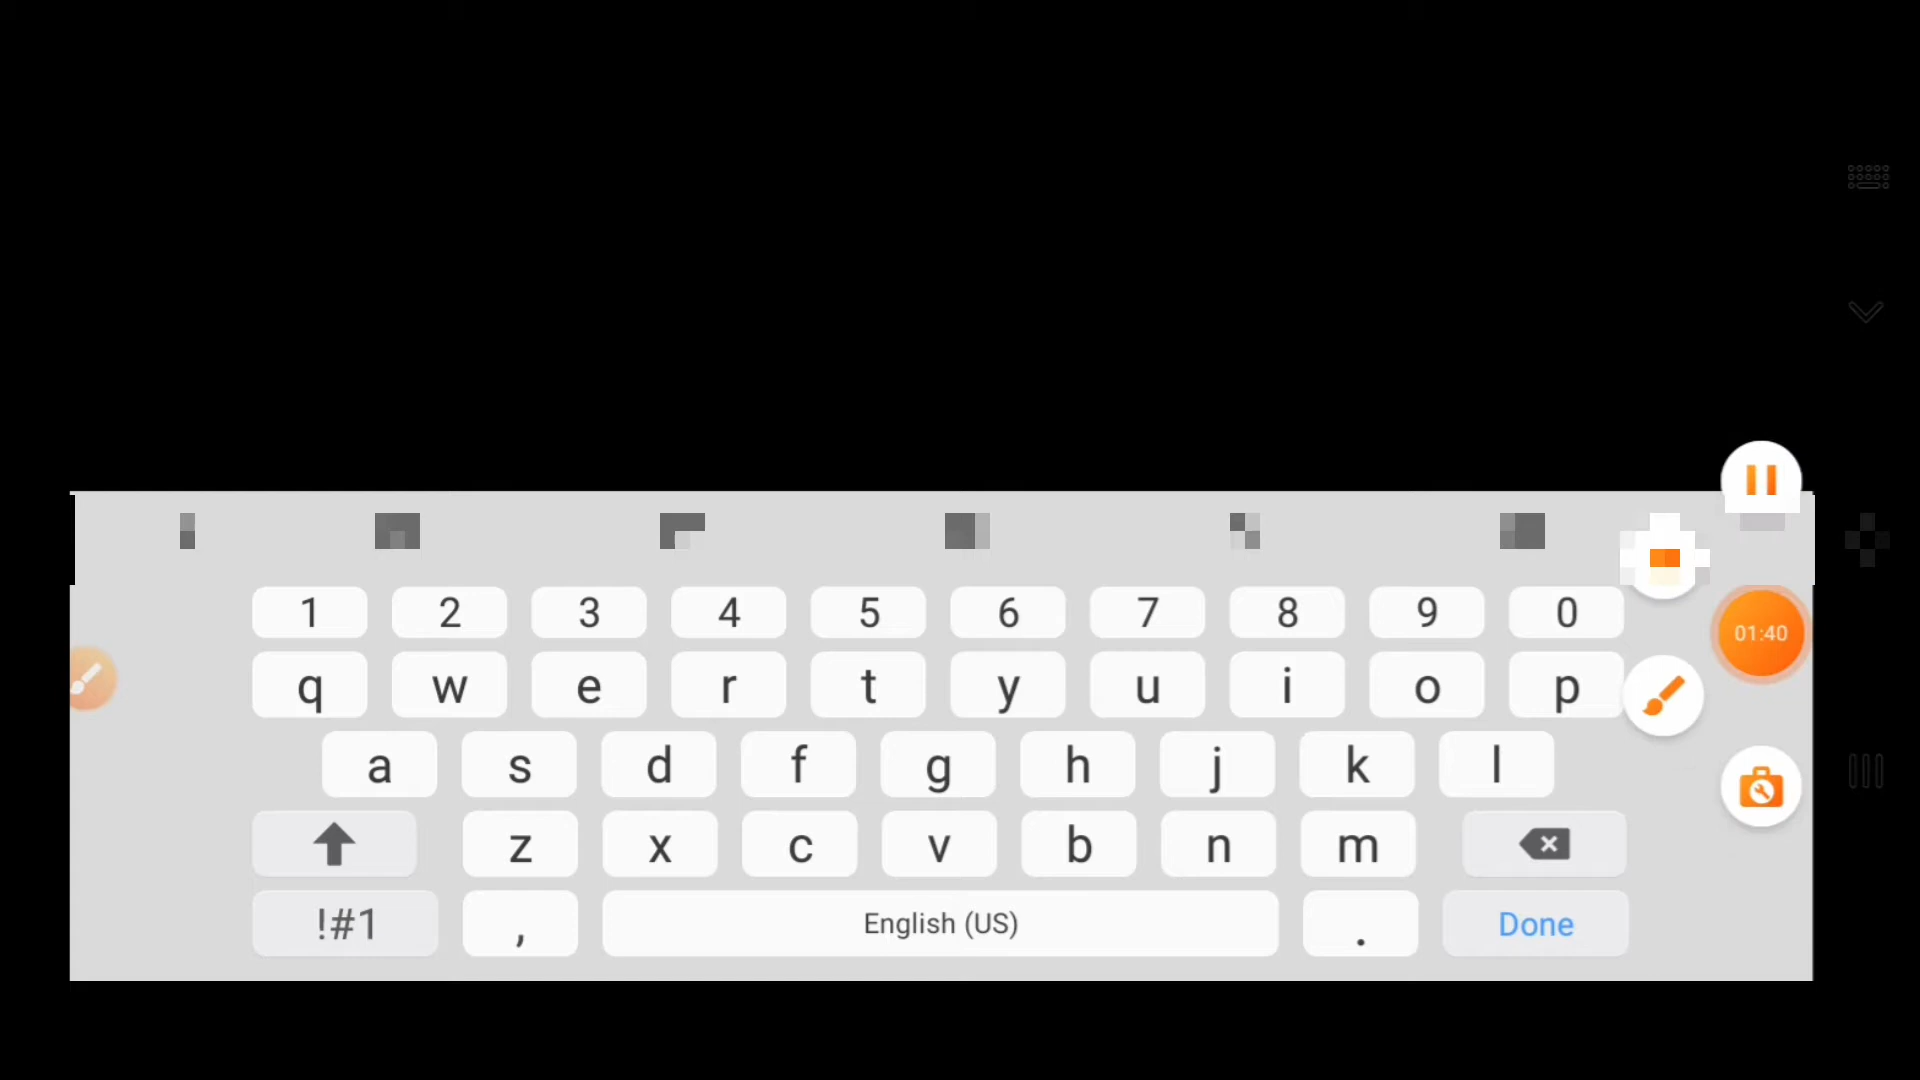 1 2 3 4 5 6 7 8 9 0
01:40
q w e r t y u i o p
a s d f g h j k l
z x c v b n m
!#1 , English (US) . Done